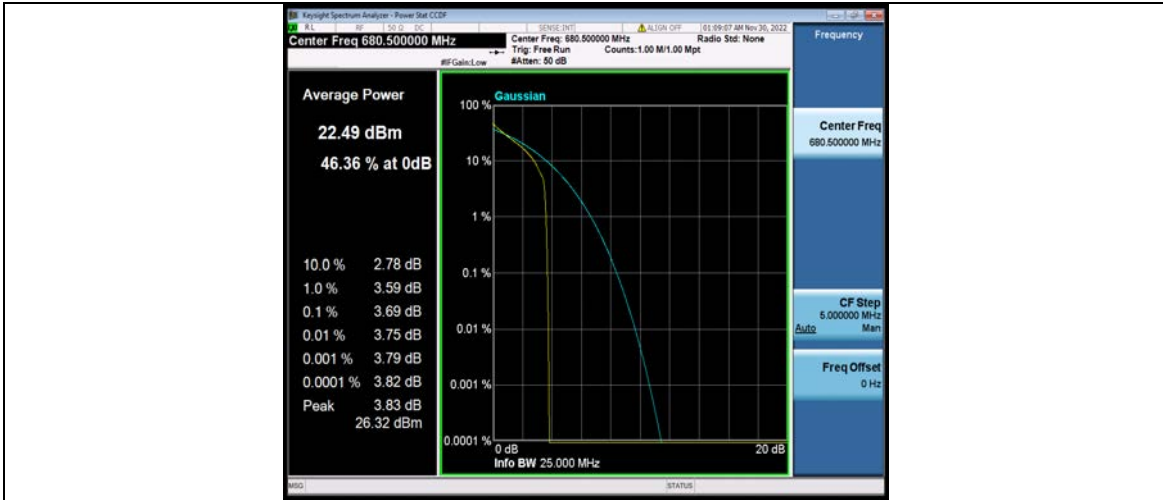 Keysight Spectrum Analyzer - Power Stat CCDF
RL RF 50 Ω DC SENSE:INT ALIGN OFF 01:09:07 AM Nov 30, 2022
Center Freq 680.500000 MHz
Center Freq: 680.500000 MHz Radio Std: None
Trig: Free Run Counts:1.00 M/1.00 Mpt
#IFGain:Low #Atten: 50 dB
Frequency
Average Power
22.49 dBm
46.36 % at 0dB
10.0 % 2.78 dB
1.0 % 3.59 dB
0.1 % 3.69 dB
0.01 % 3.75 dB
0.001 % 3.79 dB
0.0001 % 3.82 dB
Peak 3.83 dB
26.32 dBm
Gaussian
100 %
10 %
1 %
0.1 %
0.01 %
0.001 %
0.0001 %
0 dB 20 dB
Info BW 25.000 MHz
Center Freq
680.500000 MHz
CF Step
5.000000 MHz
Auto Man
Freq Offset
0 Hz
MSG STATUS